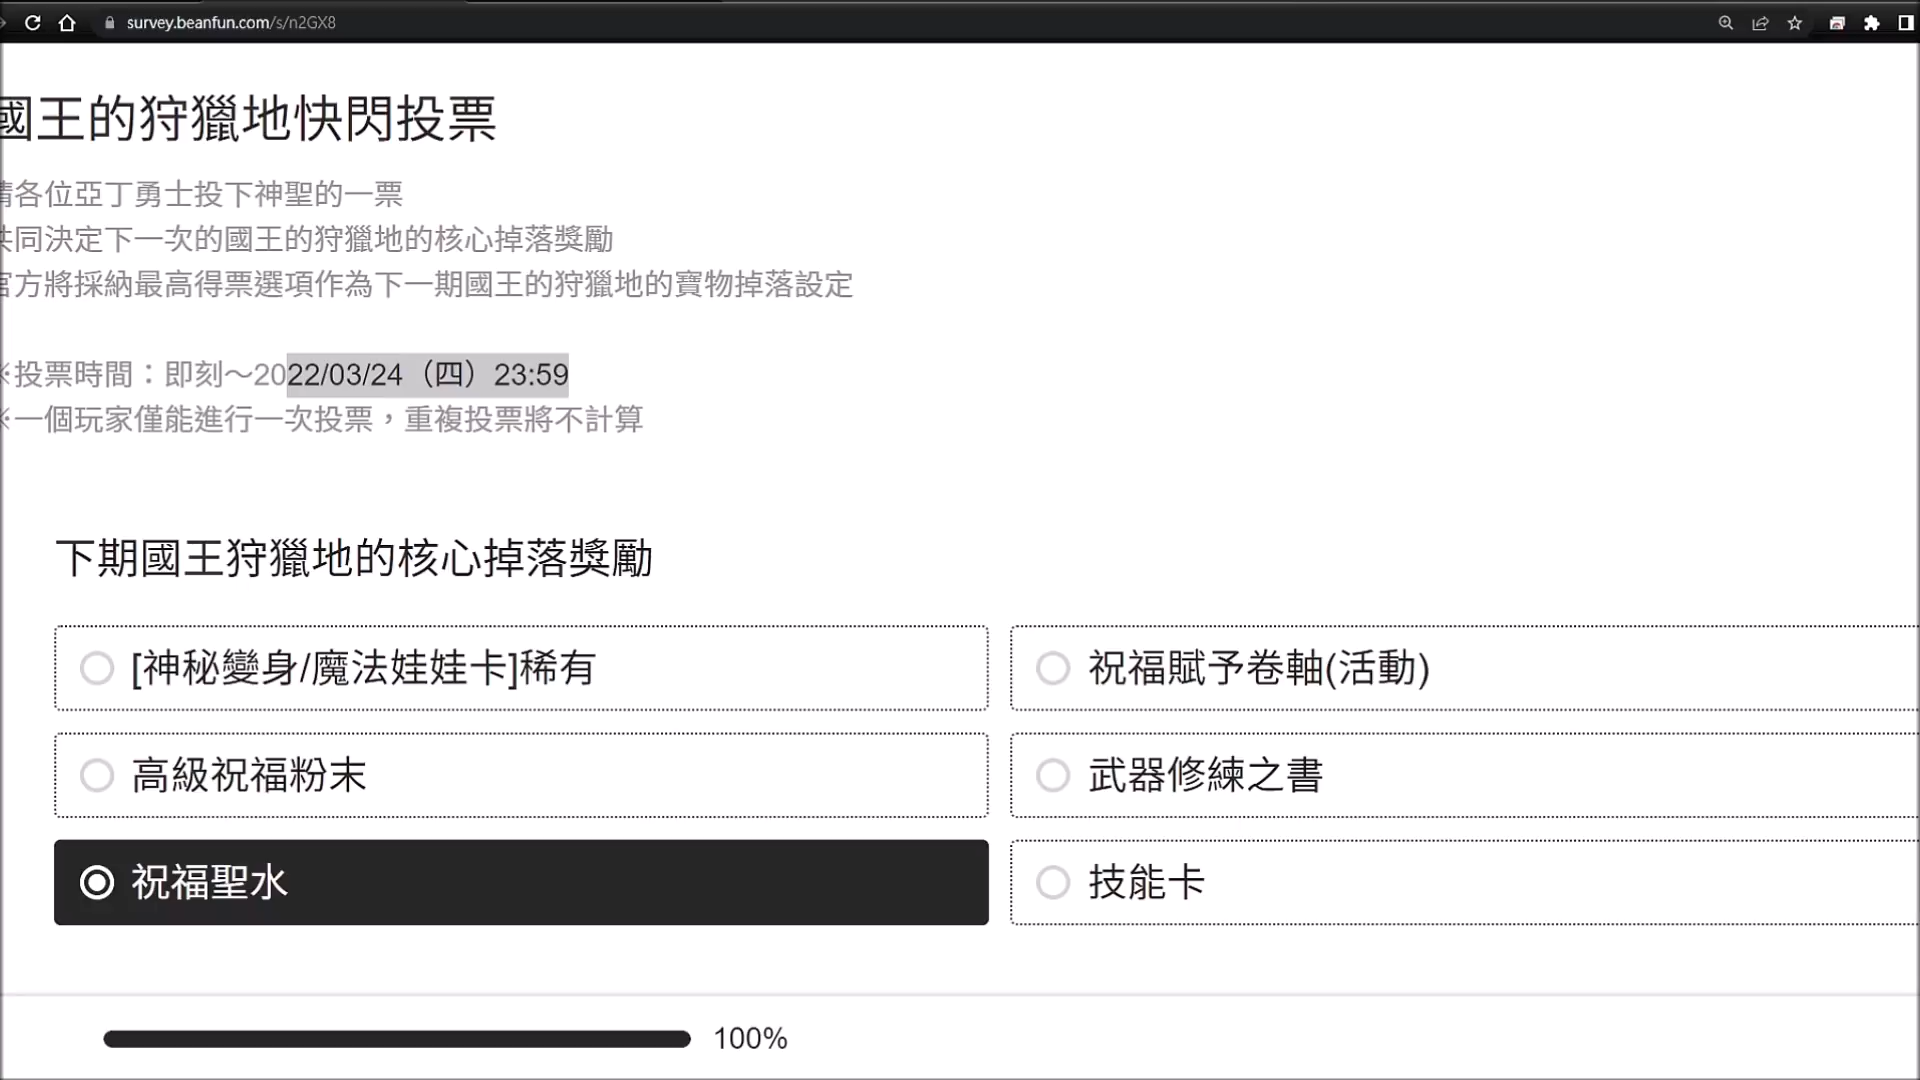 survey.beanfun.com/s/n2GX8
國王的狩獵地快閃投票
請各位亞丁勇士投下神聖的一票
共同決定下一次的國王的狩獵地的核心掉落獎勵
官方將採納最高得票選項作為下一期國王的狩獵地的寶物掉落設定
※投票時間：即刻～2022/03/24（四）23:59
※一個玩家僅能進行一次投票，重複投票將不計算
下期國王狩獵地的核心掉落獎勵
[神秘變身/魔法娃娃卡]稀有
祝福賦予卷軸(活動)
高級祝福粉末
武器修練之書
祝福聖水
技能卡
100%